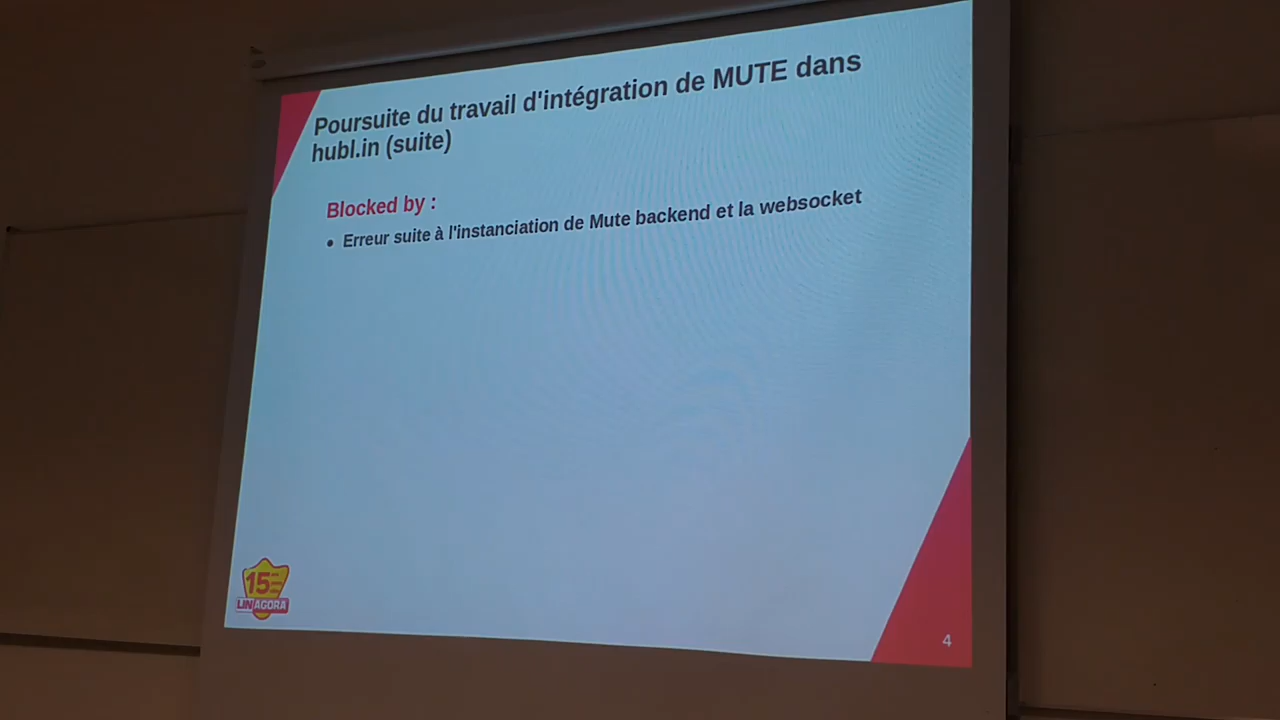 Poursuite du travail d'intégration de MUTE dans
hubl.in (suite)
Blocked by :
• Erreur suite à l'instanciation de Mute backend et la websocket
15
LINAGORA
4